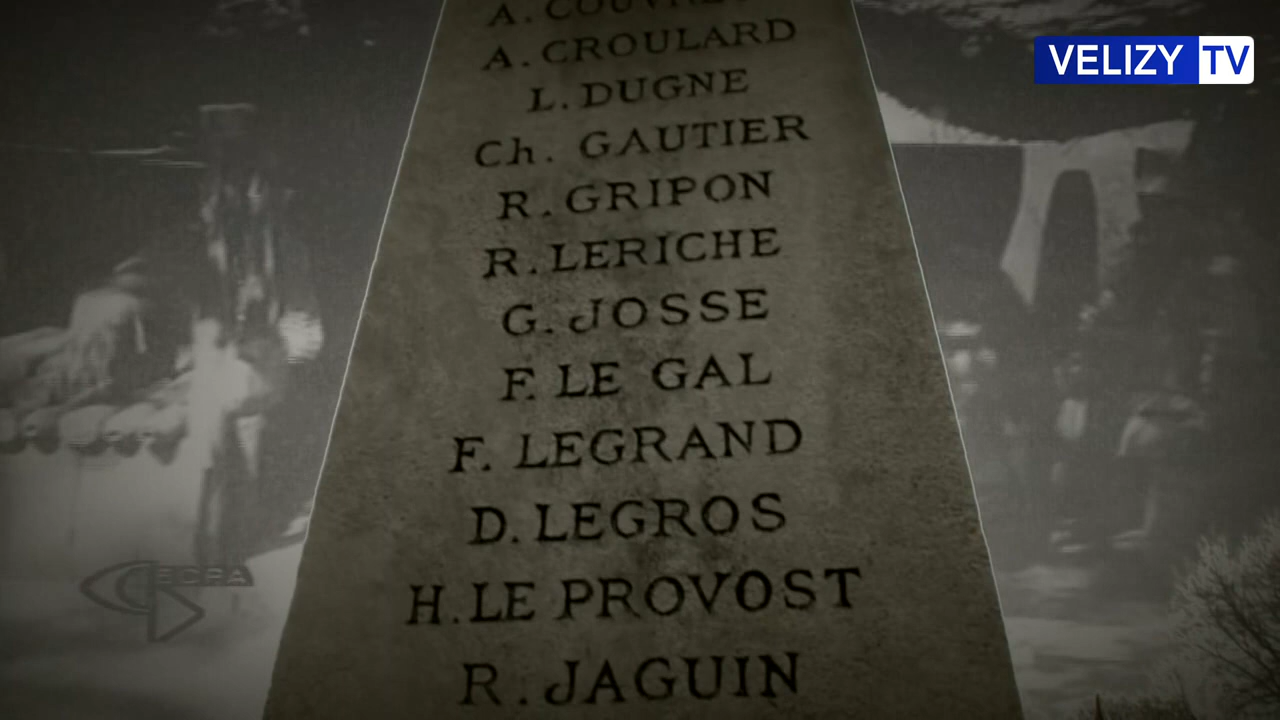 VELIZY TV
A. CROULARD
L. DUGNE
Ch. GAUTIER
R. GRIPON
R. LERICHE
G. JOSSE
F. LE GAL
F. LEGRAND
D. LEGROS
H. LE PROVOST
R. JAGUIN